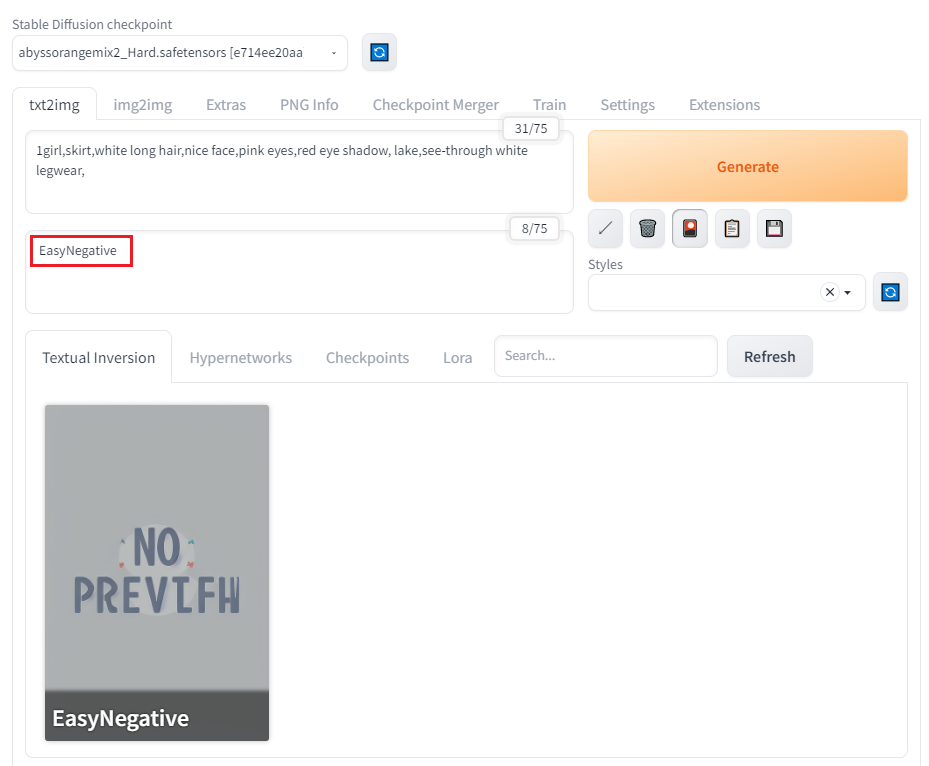 Stable Diffusion checkpoint
abyssorangemix2_Hard.safetensors [e714ee20aa
txt2img img2img Extras PNG Info Checkpoint Merger Train Settings Extensions
31/75
1girl,skirt,white long hair,nice face,pink eyes,red eye shadow, lake,see-through white
legwear,
Generate
8/75
EasyNegative
Styles
Textual Inversion Hypernetworks Checkpoints Lora Search... Refresh
NO
PREVIFW
EasyNegative